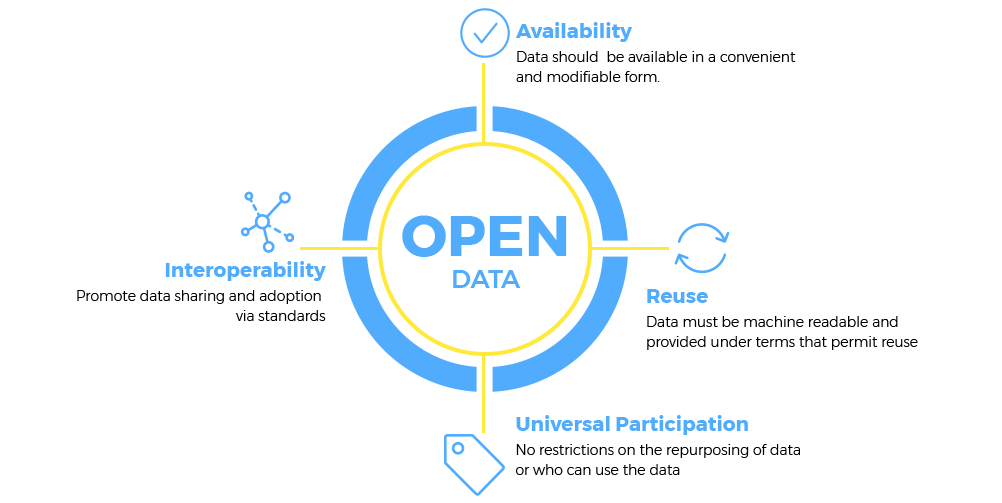 Availability
Data should  be available in a convenient
and modifiable form.
OPEN
DATA
Interoperability
Promote data sharing and adoption
via standards
Reuse
Data must be machine readable and
provided under terms that permit reuse
Universal Participation
No restrictions on the repurposing of data
or who can use the data